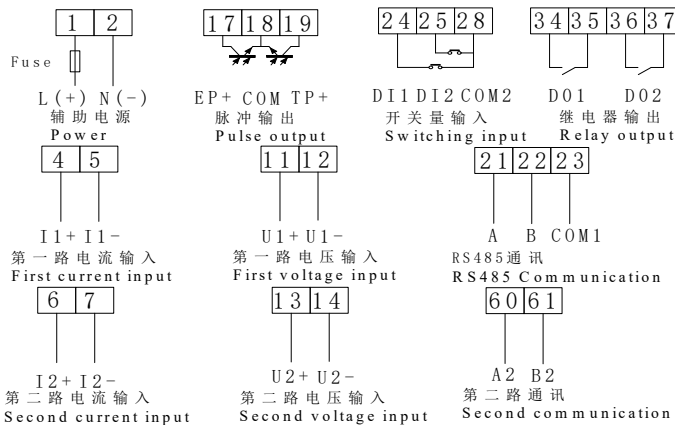 1 2
Fuse
L(+) N(-)
辅助电源
Power
17 18 19
EP+ COM TP+
脉冲输出
Pulse output
24 25 28
DI1 DI2 COM2
开关量输入
Switching input
34 35 36 37
DO1 DO2
继电器输出
Relay output
4 5
I1+ I1-
第一路电流输入
First current input
11 12
U1+ U1-
第一路电压输入
First voltage input
21 22 23
A B COM1
RS485通讯
RS485 Communication
6 7
I2+ I2-
第二路电流输入
Second current input
13 14
U2+ U2-
第二路电压输入
Second voltage input
60 61
A2 B2
第二路通讯
Second communication